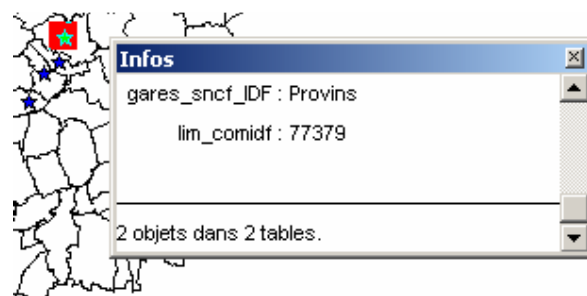 Infos
gares_sncf_IDF : Provins
lim_comidf : 77379
2 objets dans 2 tables.